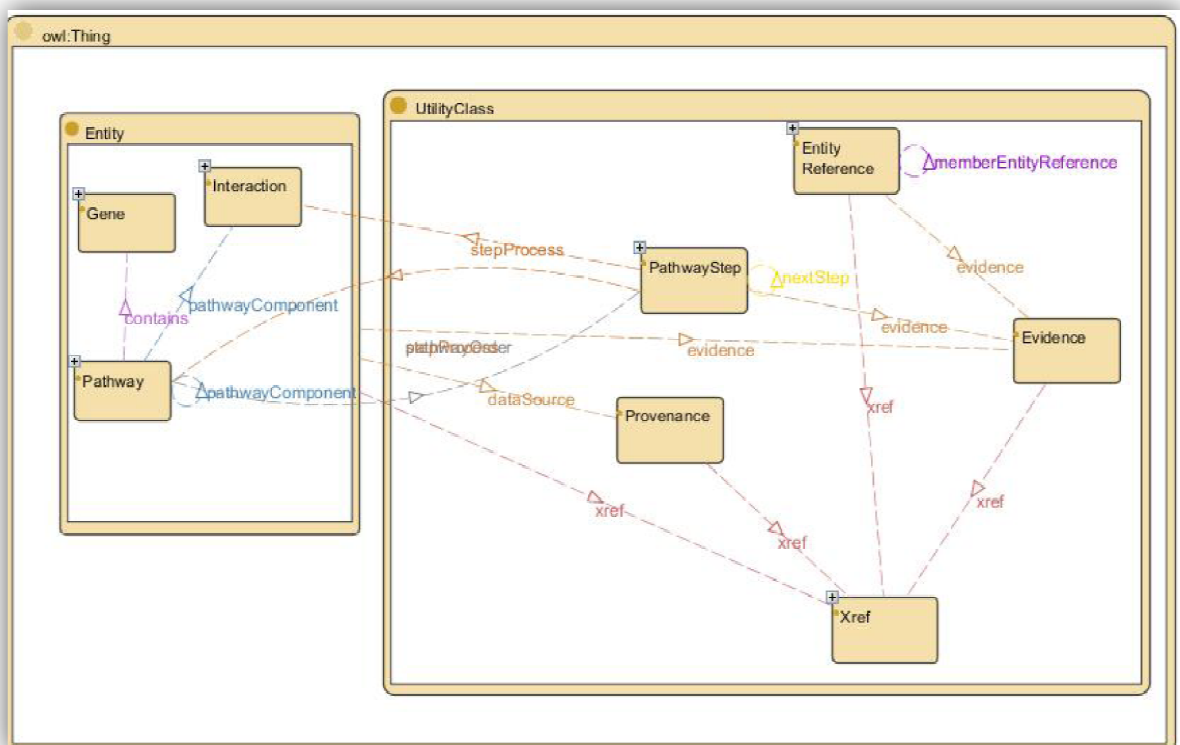 owl:Thing
Entity
UtilityClass
Entity
Reference
memberEntityReference
Interaction
Gene
stepProcess
PathwayStep
nextStep
evidence
pathwayComponent
contains
evidence
Evidence
evidence
Pathway
pathwayComponent
dataSource
Provenance
xref
xref
xref
xref
Xref